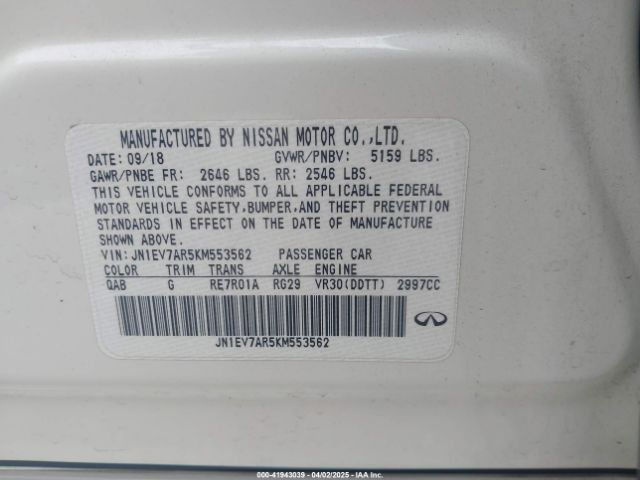 MANUFACTURED BY NISSAN MOTOR CO.,LTD.
DATE: 09/18 GVWR/PNBV: 5159 LBS.
GAWR/PNBE FR: 2646 LBS. RR: 2546 LBS.
THIS VEHICLE CONFORMS TO ALL APPLICABLE FEDERAL
MOTOR VEHICLE SAFETY,BUMPER,AND THEFT PREVENTION
STANDARDS IN EFFECT ON THE DATE OF MANUFACTURE
SHOWN ABOVE.
VIN: JN1EV7AR5KM553562 PASSENGER CAR
COLOR TRIM TRANS AXLE ENGINE
QAB G RE7R01A RG29 VR30(DDTT) 2997CC
JN1EV7AR5KM553562
000-41943039 - 04/02/2025 - IAA Inc.